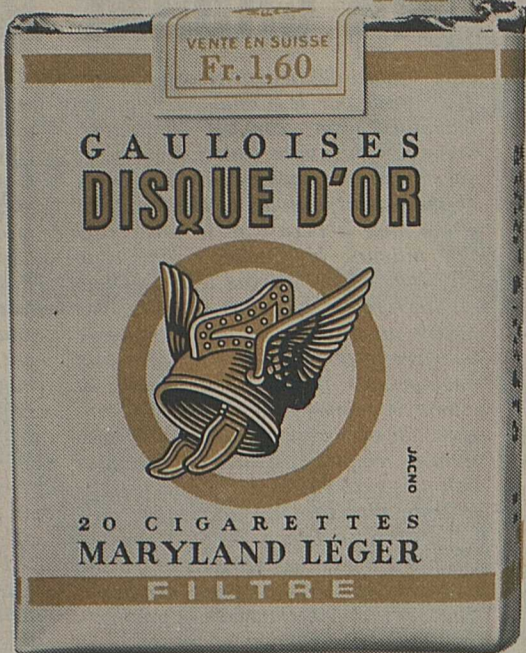 VENTE EN SUISSE
Fr. 1,60
GAULOISES
DISQUE D'OR
JACNO
20 CIGARETTES
MARYLAND LÉGER
FILTRE